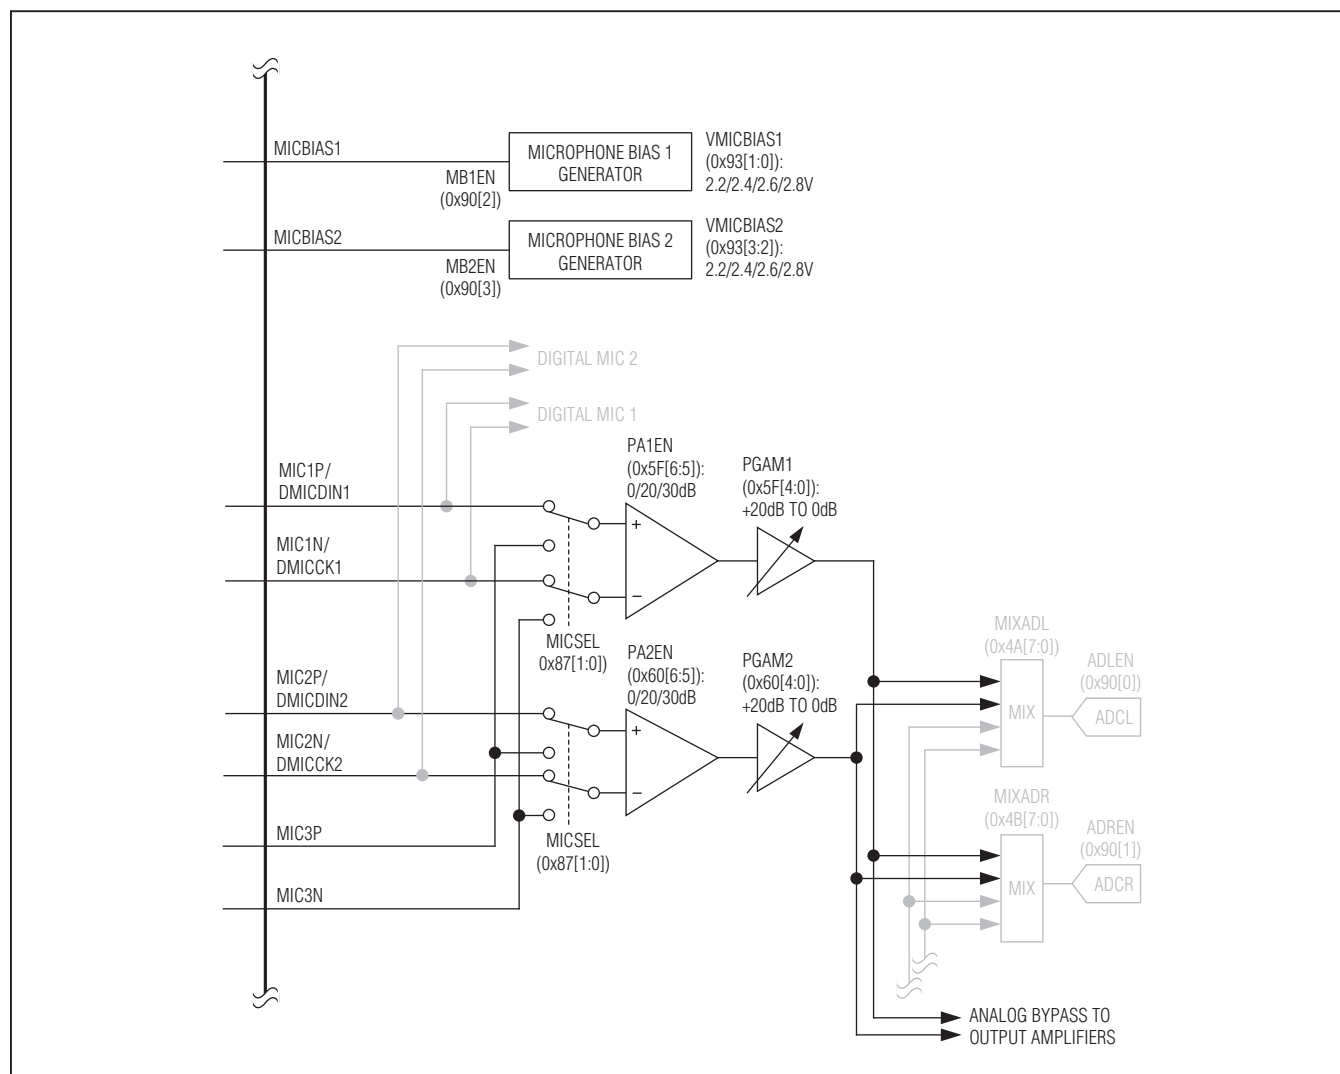 MICBIAS1
MICROPHONE BIAS 1
GENERATOR
VMICBIAS1
(0x93[1:0]):
2.2/2.4/2.6/2.8V
MB1EN
(0x90[2])
MICBIAS2
MICROPHONE BIAS 2
GENERATOR
VMICBIAS2
(0x93[3:2]):
2.2/2.4/2.6/2.8V
MB2EN
(0x90[3])
DIGITAL MIC 2
DIGITAL MIC 1
PA1EN
(0x5F[6:5]):
0/20/30dB
PGAM1
(0x5F[4:0]):
+20dB TO 0dB
MIC1P/
DMICDIN1
+
MIC1N/
DMICCK1
−
MICSEL
0x87[1:0])
PA2EN
(0x60[6:5]):
0/20/30dB
PGAM2
(0x60[4:0]):
+20dB TO 0dB
MIXADL
(0x4A[7:0])
ADLEN
(0x90[0])
MIX
ADCL
MIC2P/
DMICDIN2
+
MIC2N/
DMICCK2
−
MIXADR
(0x4B[7:0])
ADREN
(0x90[1])
MIX
ADCR
MIC3P
MICSEL
(0x87[1:0])
MIC3N
ANALOG BYPASS TO
OUTPUT AMPLIFIERS